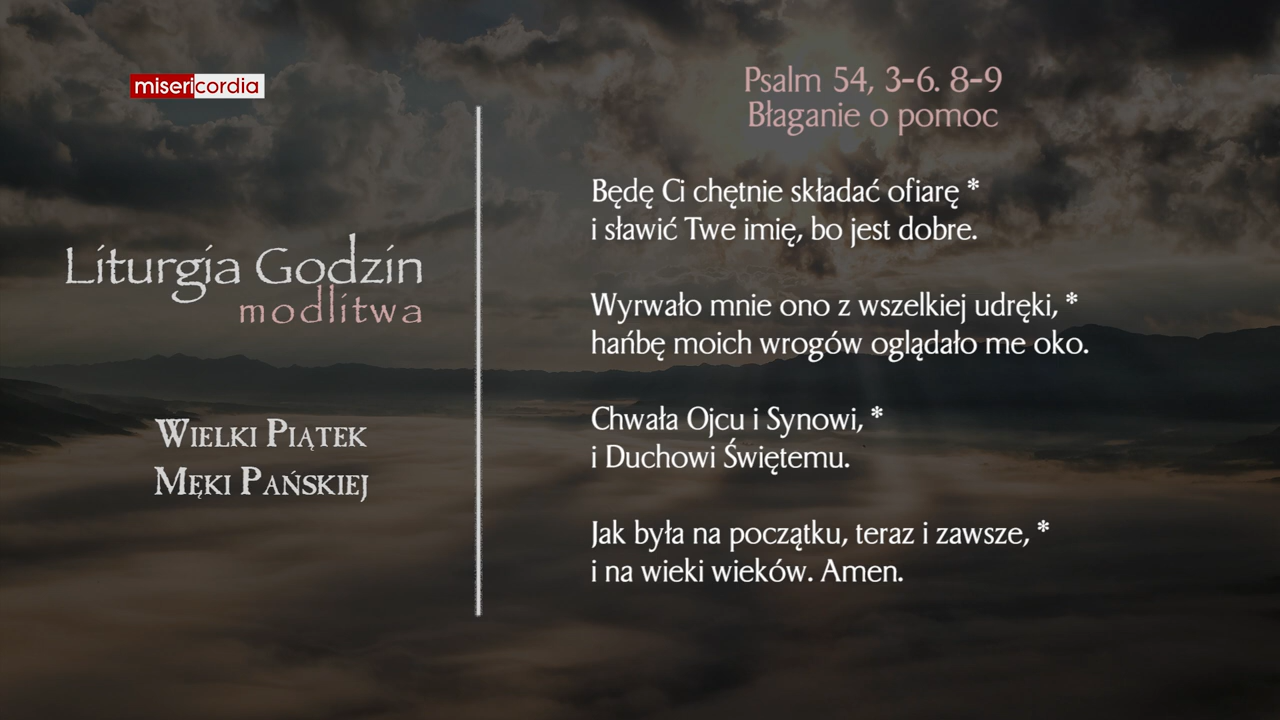 misericordia
Liturgia Godzin
modlitwa
Wielki Piątek
Męki Pańskiej
Psalm 54, 3-6. 8-9
Błaganie o pomoc
Będę Ci chętnie składać ofiarę *
i sławić Twe imię, bo jest dobre.
Wyrwało mnie ono z wszelkiej udręki, *
hańbę moich wrogów oglądało me oko.
Chwała Ojcu i Synowi, *
i Duchowi Świętemu.
Jak była na początku, teraz i zawsze, *
i na wieki wieków. Amen.